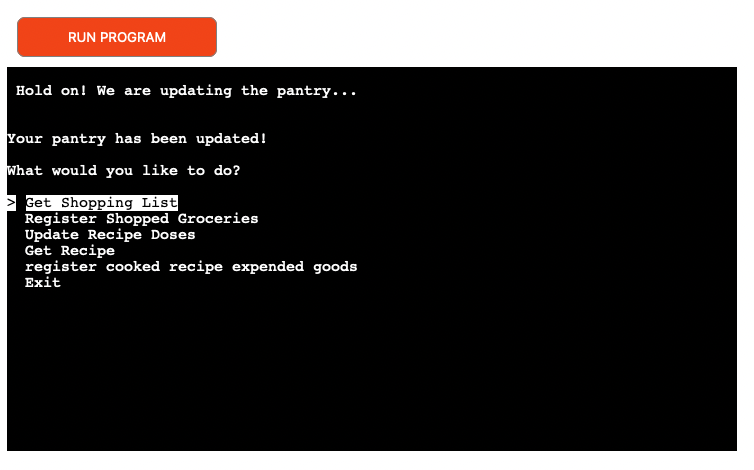 RUN PROGRAM
Hold on! We are updating the pantry...
Your pantry has been updated!
What would you like to do?
> Get Shopping List
Register Shopped Groceries
Update Recipe Doses
Get Recipe
register cooked recipe expended goods
Exit